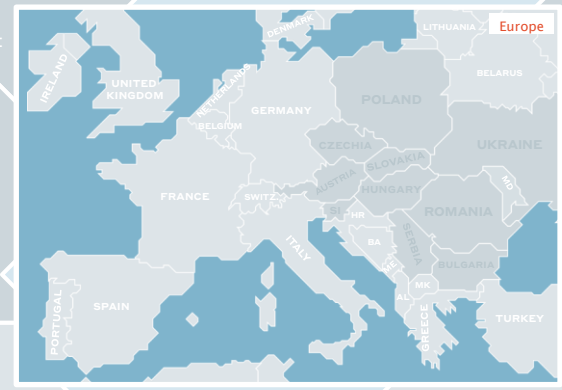 Europe
DENMARK
LITHUANIA
IRELAND
UNITED
KINGDOM
NETHERLANDS
BELARUS
GERMANY
POLAND
BELGIUM
UKRAINE
CZECHIA
SLOVAKIA
AUSTRIA
MD
FRANCE
SWITZ
HUNGARY
SI
HR
ROMANIA
ITALY
BA
SERBIA
BULGARIA
ME
MK
AL
PORTUGAL
SPAIN
GREECE
TURKEY